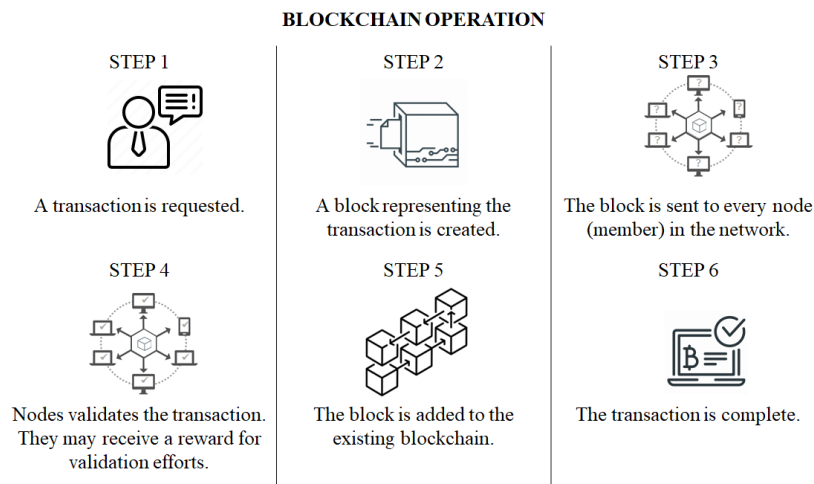 BLOCKCHAIN OPERATION
STEP 1
A transaction is requested.
STEP 2
A block representing the
transaction is created.
STEP 3
The block is sent to every node
(member) in the network.
STEP 4
Nodes validates the transaction.
They may receive a reward for
validation efforts.
STEP 5
The block is added to the
existing blockchain.
STEP 6
The transaction is complete.